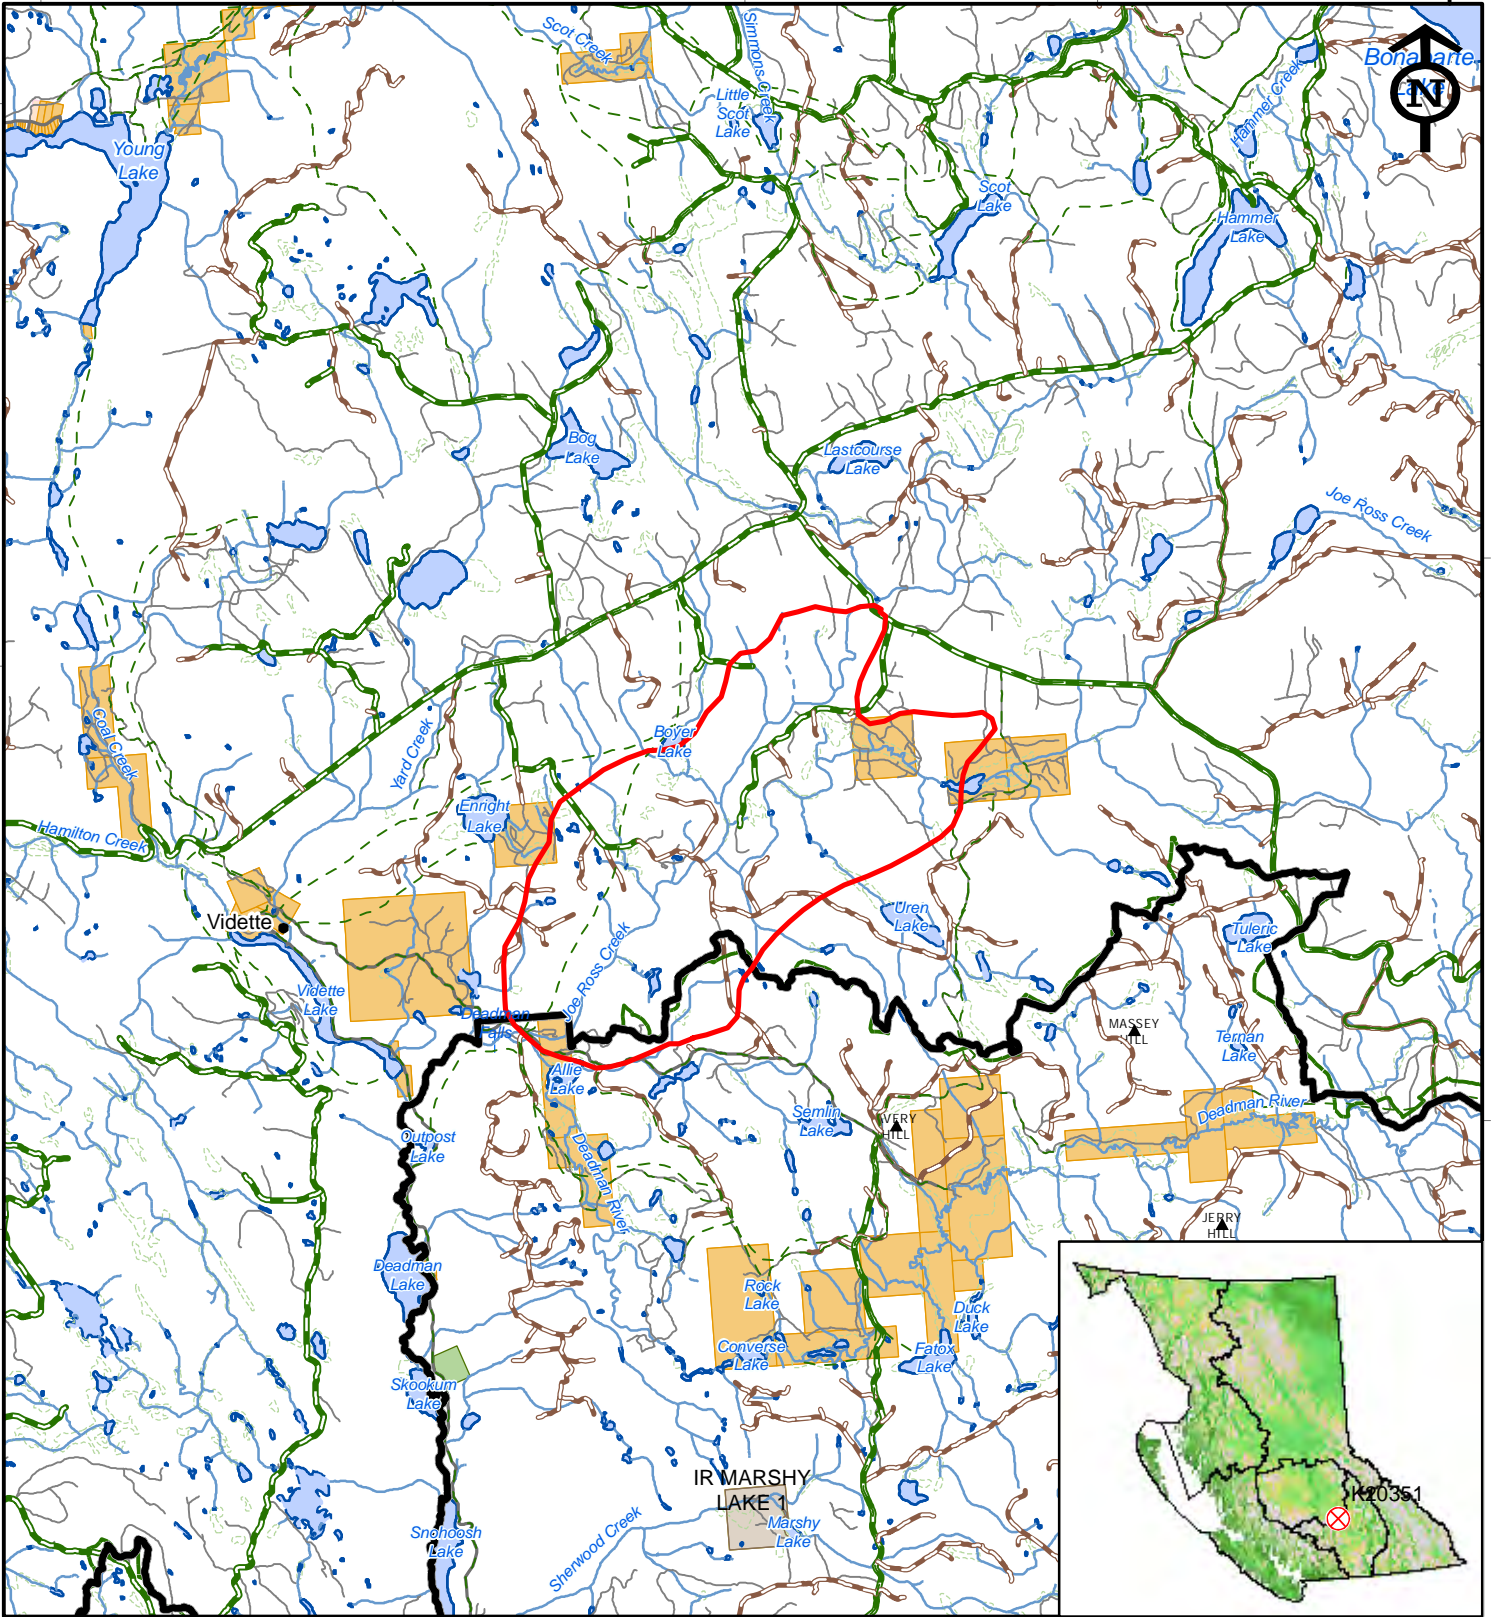 Scot Creek
Simmons Creek
Bonaparte
Lake
N
Little
Scot
Lake
Hammer Creek
Young
Lake
Scot
Lake
Hammer
Lake
Bog
Lake
Lastcourse
Lake
Joe Ross Creek
Coal Creek
Yard Creek
Boyer
Lake
Enright
Lake
Hamilton Creek
Vidette
Uren
Lake
Tuleric
Lake
Joe Ross Creek
Vidette
Lake
Deadman
Falls
MASSEY
HILL
Ternan
Lake
Allie
Lake
Semlin
Lake
VERY
HILL
Deadman River
Outpost
Lake
Deadman River
JERRY
HILL
Deadman
Lake
Rock
Lake
Duck
Lake
Converse
Lake
Fatox
Lake
Skookum
Lake
IR MARSHY
LAKE 1
Marshy
Lake
Snohoosh
Lake
Sherwood Creek
K20351